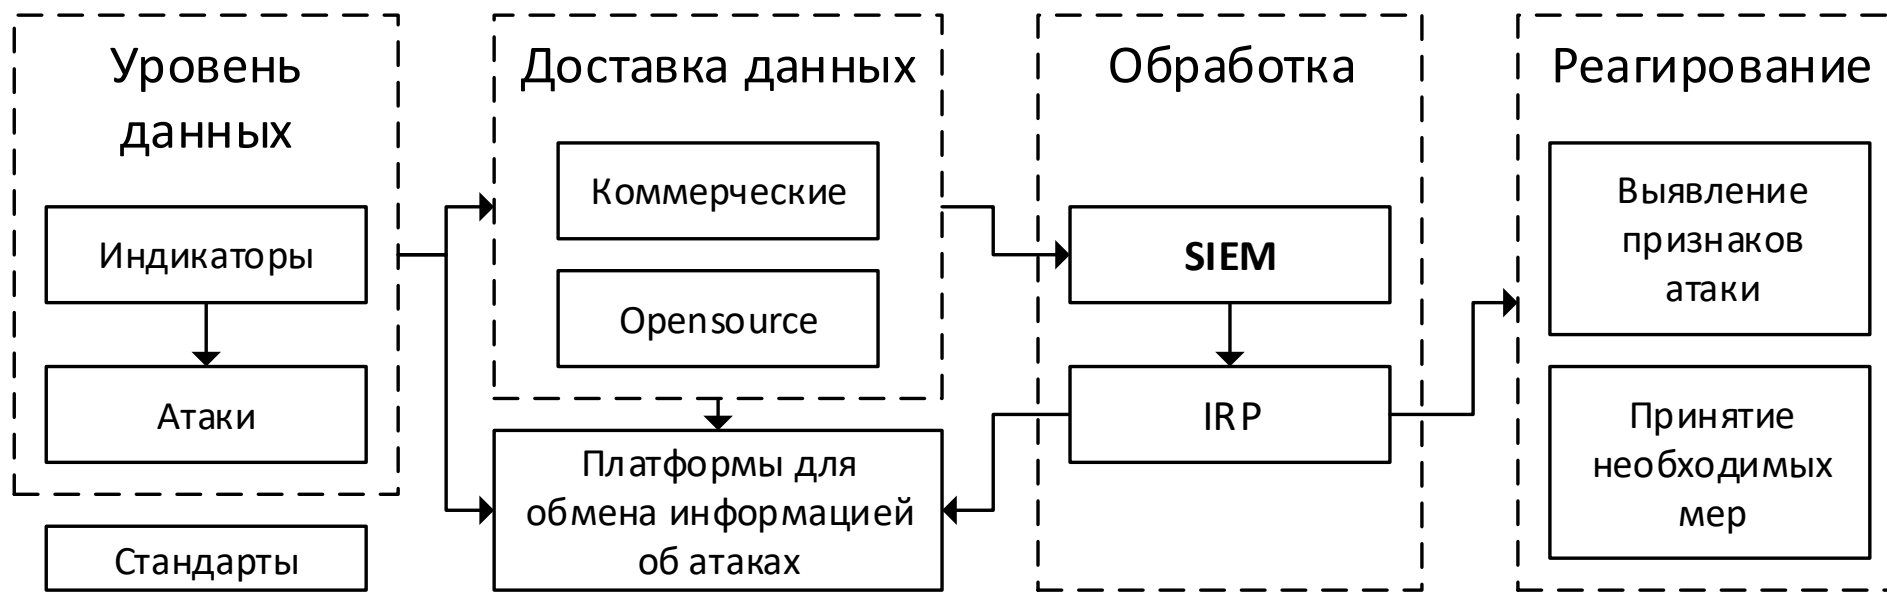 Уровень
данных
Индикаторы
Атаки
Стандарты
Доставка данных
Коммерческие
Opensource
Платформы для
обмена информацией
об атаках
Обработка
SIEM
IRP
Реагирование
Выявление
признаков
атаки
Принятие
необходимых
мер